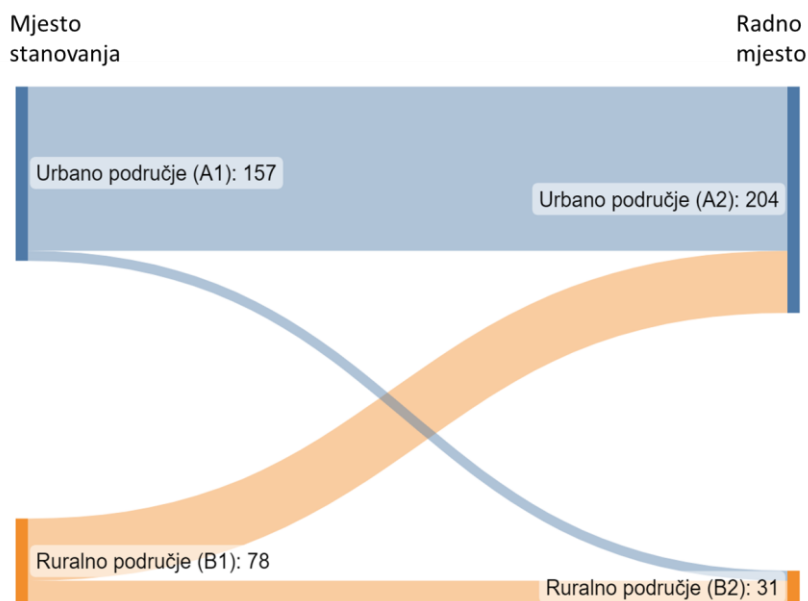 Mjesto
stanovanja
Radno
mjesto
Urbano područje (A1): 157
Urbano područje (A2): 204
Ruralno područje (B1): 78
Ruralno područje (B2): 31